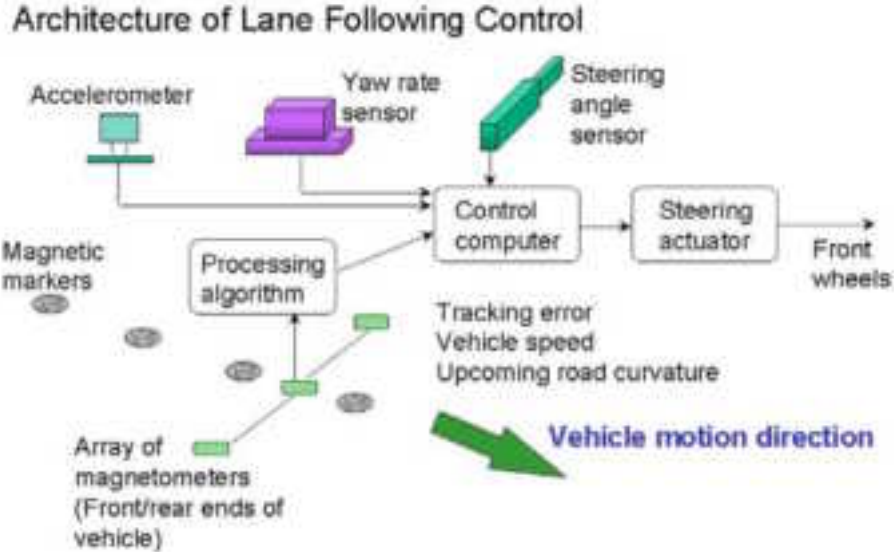 Architecture of Lane Following Control
Accelerometer
Yaw rate
sensor
Steering
angle
sensor
Control
computer
Steering
actuator
Front
wheels
Magnetic
markers
Processing
algorithm
Tracking error
Vehicle speed
Upcoming road curvature
Vehicle motion direction
Array of
magnetometers
(Front/rear ends of
vehicle)